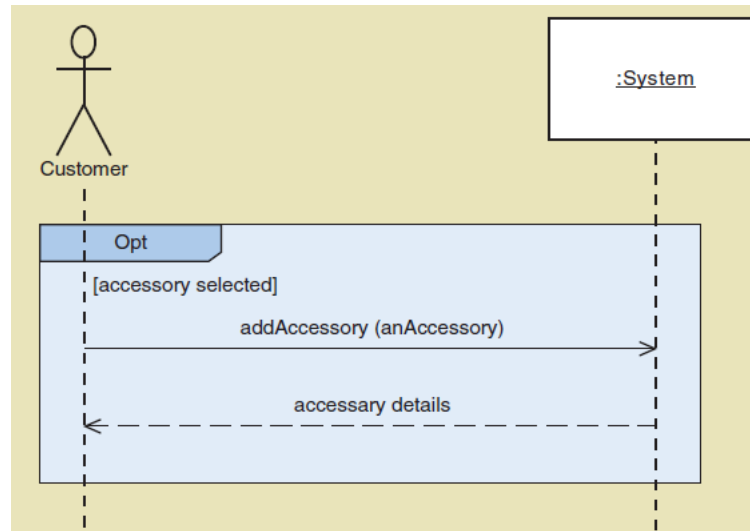 :System
Customer
Opt
[accessory selected]
addAccessory (anAccessory)
accessary details